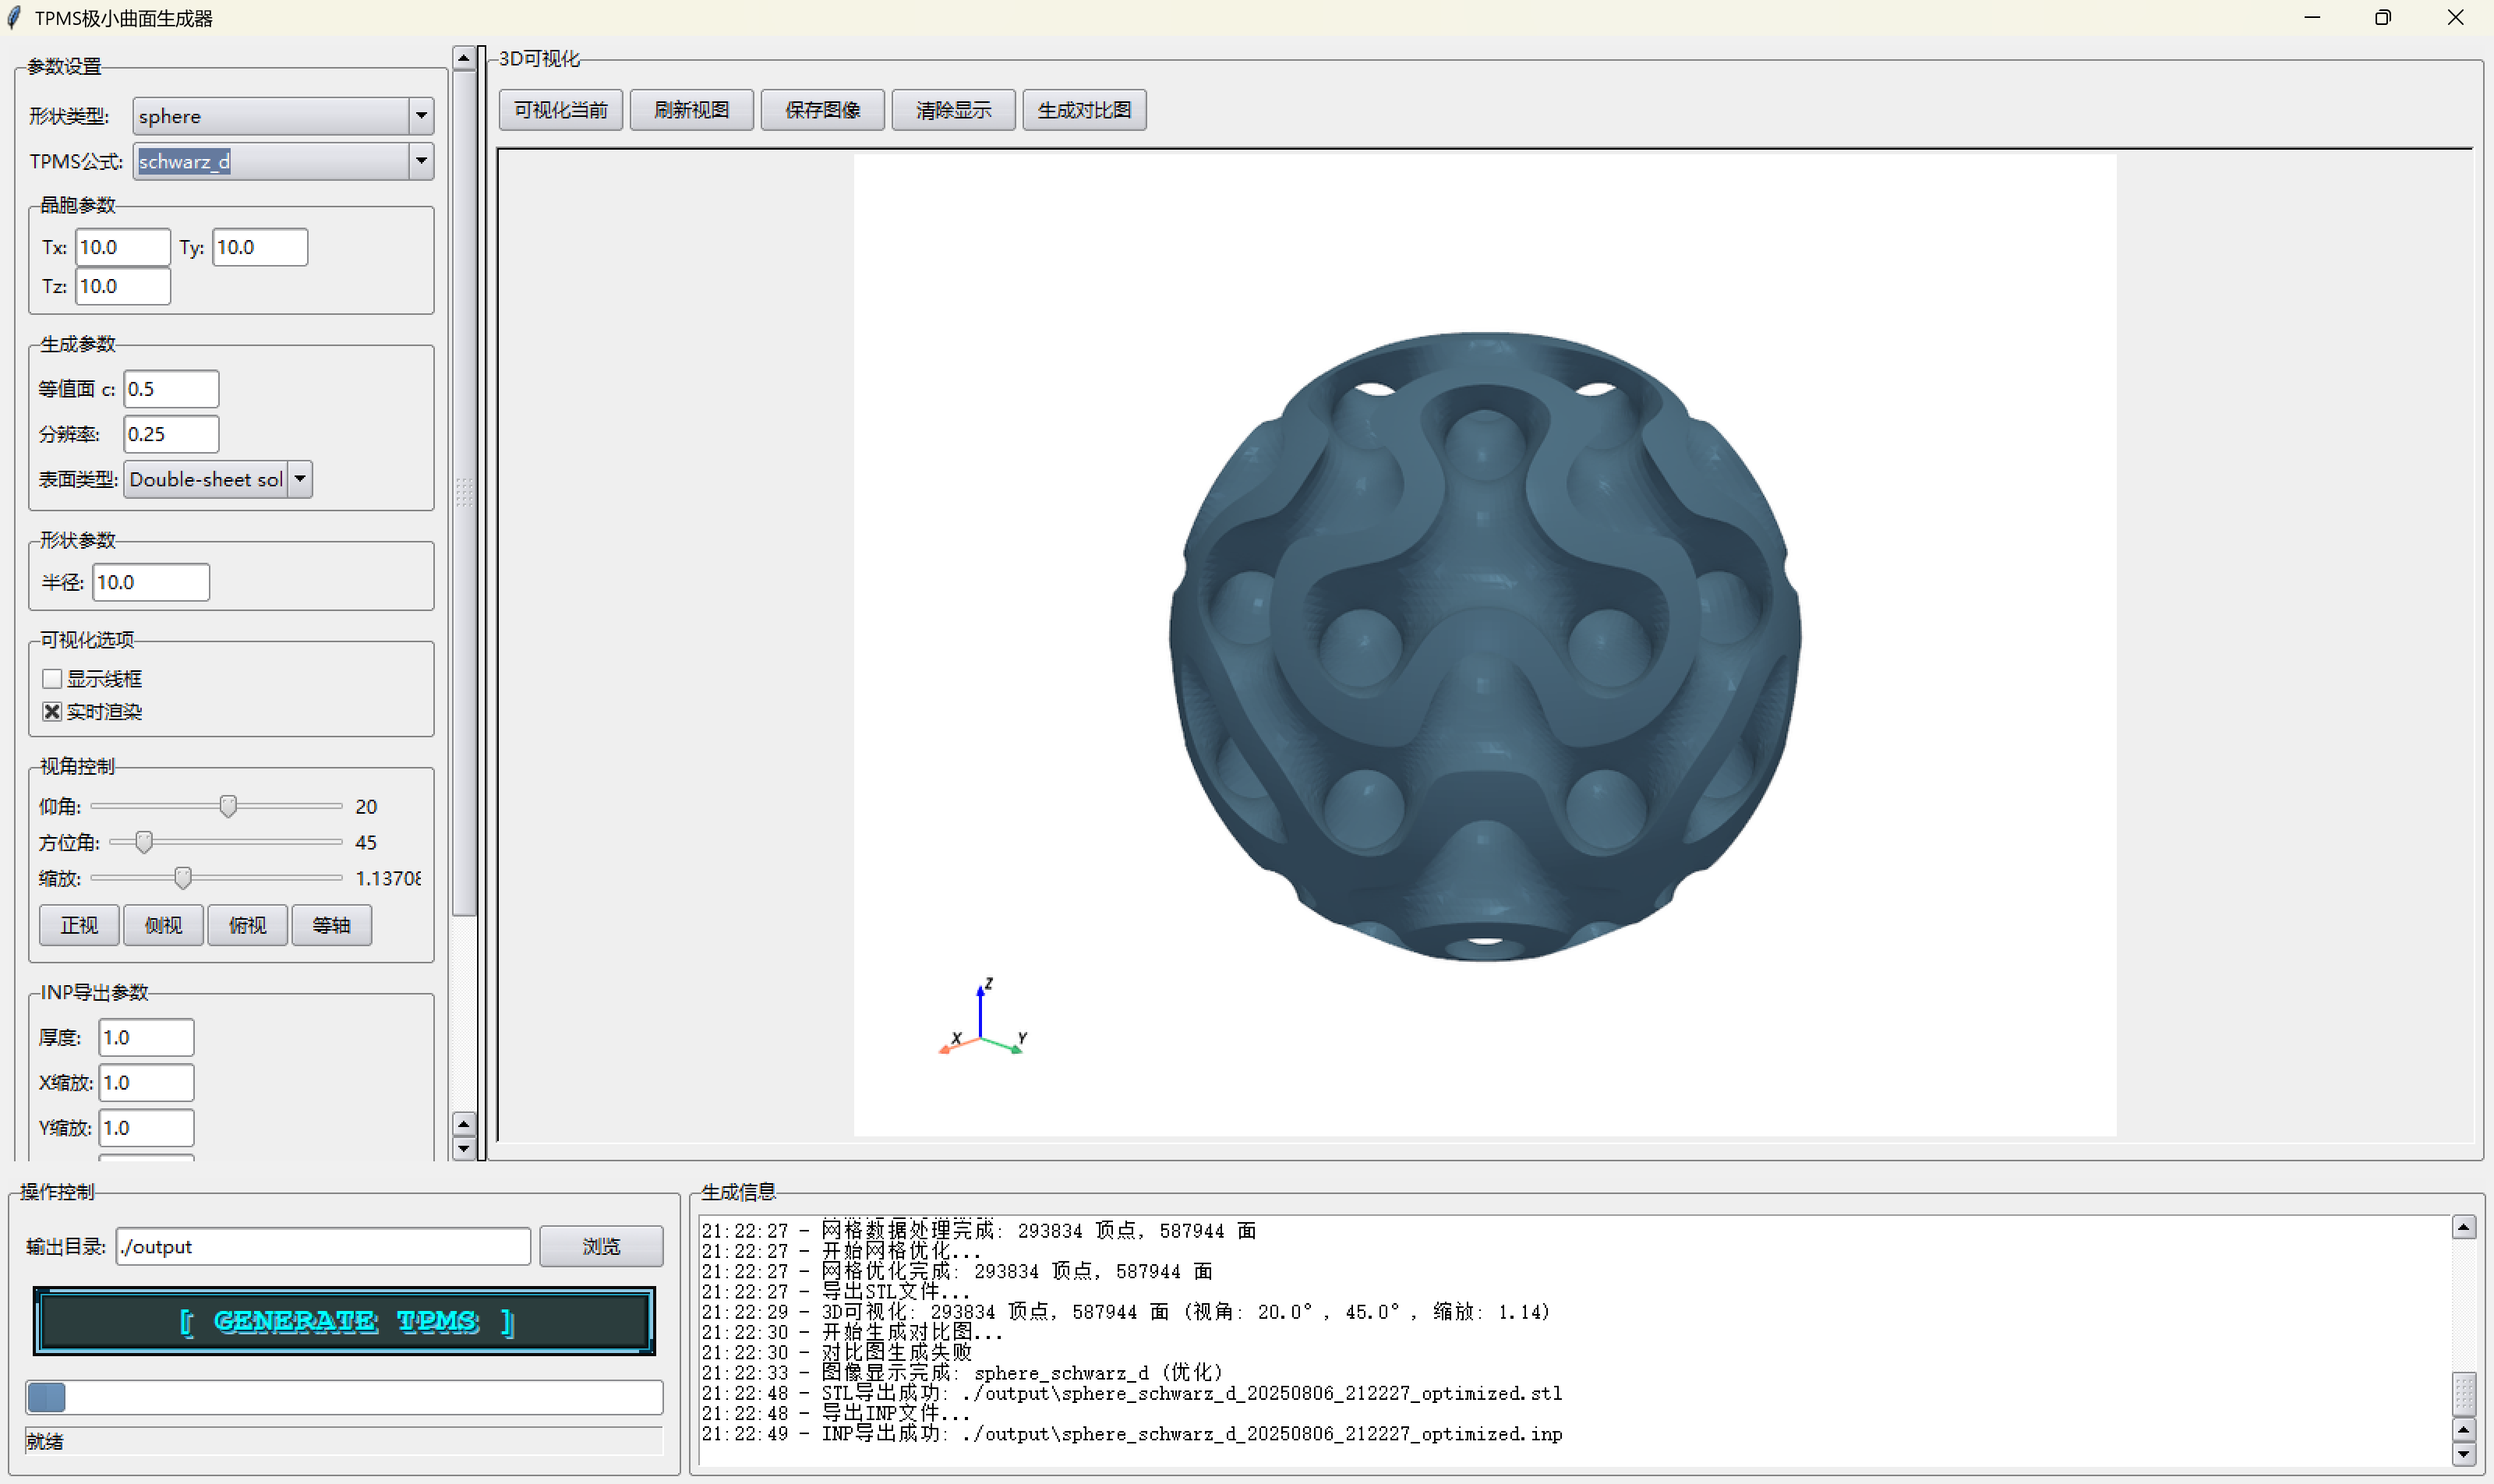 TPMS极小曲面生成器
参数设置
形状类型: sphere
TPMS公式: schwarz_d
晶胞参数
Tx: 10.0 Ty: 10.0
Tz: 10.0
生成参数
等值面 c: 0.5
分辨率: 0.25
表面类型: Double-sheet sol
形状参数
半径: 10.0
可视化选项
显示线框
实时渲染
视角控制
仰角: 20
方位角: 45
缩放: 1.13708
正视 侧视 俯视 等轴
INP导出参数
厚度: 1.0
X缩放: 1.0
Y缩放: 1.0
3D可视化
可视化当前 刷新视图 保存图像 清除显示 生成对比图
Z
X Y
操作控制
输出目录: ./output 浏览
[ GENERATE TPMS ]
就绪
生成信息
21:22:27 - 网格数据处理完成: 293834 顶点, 587944 面
21:22:27 - 开始网格优化...
21:22:27 - 网格优化完成: 293834 顶点, 587944 面
21:22:27 - 导出STL文件...
21:22:29 - 3D可视化: 293834 顶点, 587944 面 (视角: 20.0°, 45.0°, 缩放: 1.14)
21:22:30 - 开始生成对比图...
21:22:30 - 对比图生成失败
21:22:33 - 图像显示完成: sphere_schwarz_d (优化)
21:22:48 - STL导出成功: ./output\sphere_schwarz_d_20250806_212227_optimized.stl
21:22:48 - 导出INP文件...
21:22:49 - INP导出成功: ./output\sphere_schwarz_d_20250806_212227_optimized.inp